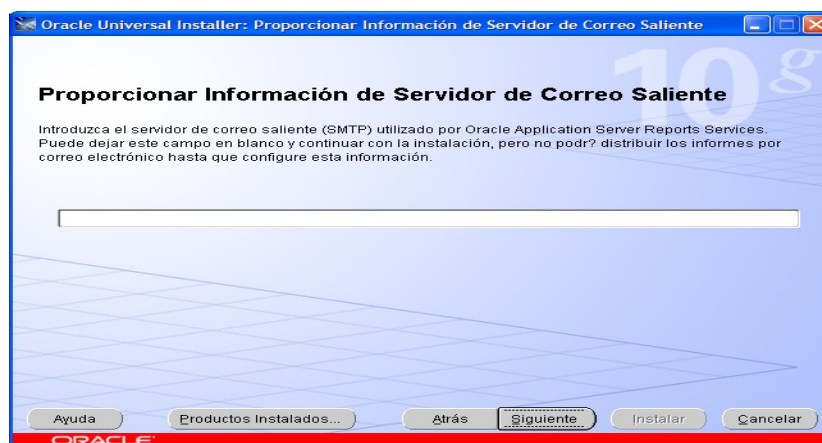 Oracle Universal Installer: Proporcionar Información de Servidor de Correo Saliente
10g
Proporcionar Información de Servidor de Correo Saliente
Introduzca el servidor de correo saliente (SMTP) utilizado por Oracle Application Server Reports Services.
Puede dejar este campo en blanco y continuar con la instalación, pero no podr? distribuir los informes por
correo electrónico hasta que configure esta información.
Ayuda Productos Instalados... Atrás Siguiente Instalar Cancelar
ORACLE